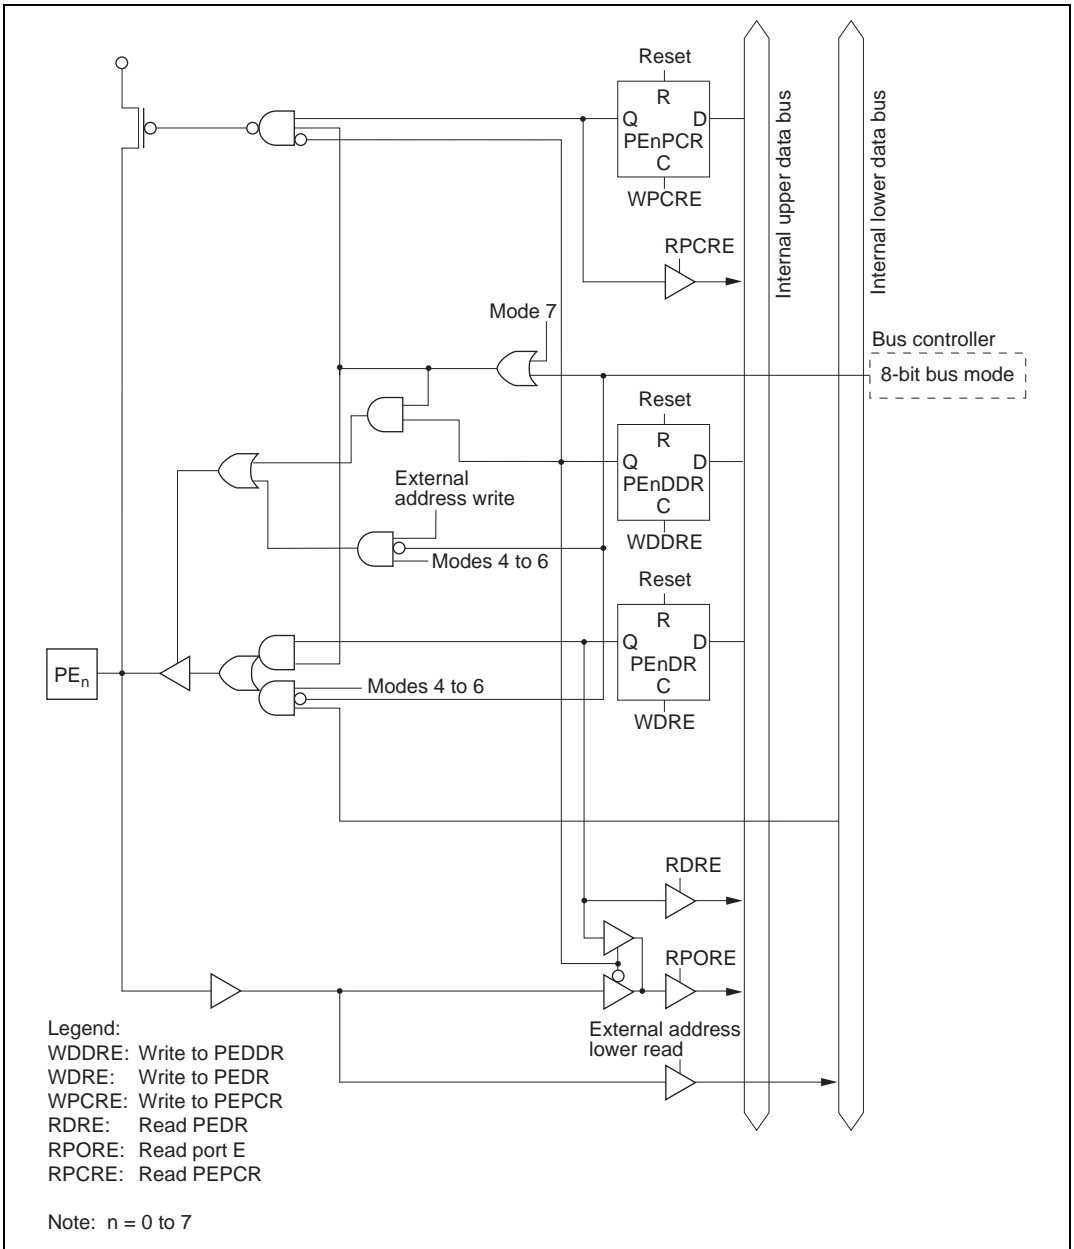 Reset
R
Q D
PEnPCR
C
WPCRE
RPCRE
Internal upper data bus
Internal lower data bus
Mode 7
Bus controller
8-bit bus mode
Reset
R
Q D
PEnDDR
C
WDDRE
External
address write
Modes 4 to 6
Reset
R
Q D
PEnDR
C
WDRE
PEn
Modes 4 to 6
RDRE
RPORE
External address
lower read
Legend:
WDDRE: Write to PEDDR
WDRE: Write to PEDR
WPCRE: Write to PEPCR
RDRE: Read PEDR
RPORE: Read port E
RPCRE: Read PEPCR
Note: n = 0 to 7